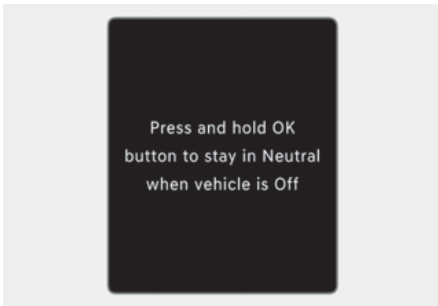 Press and hold OK
button to stay in Neutral
when vehicle is Off